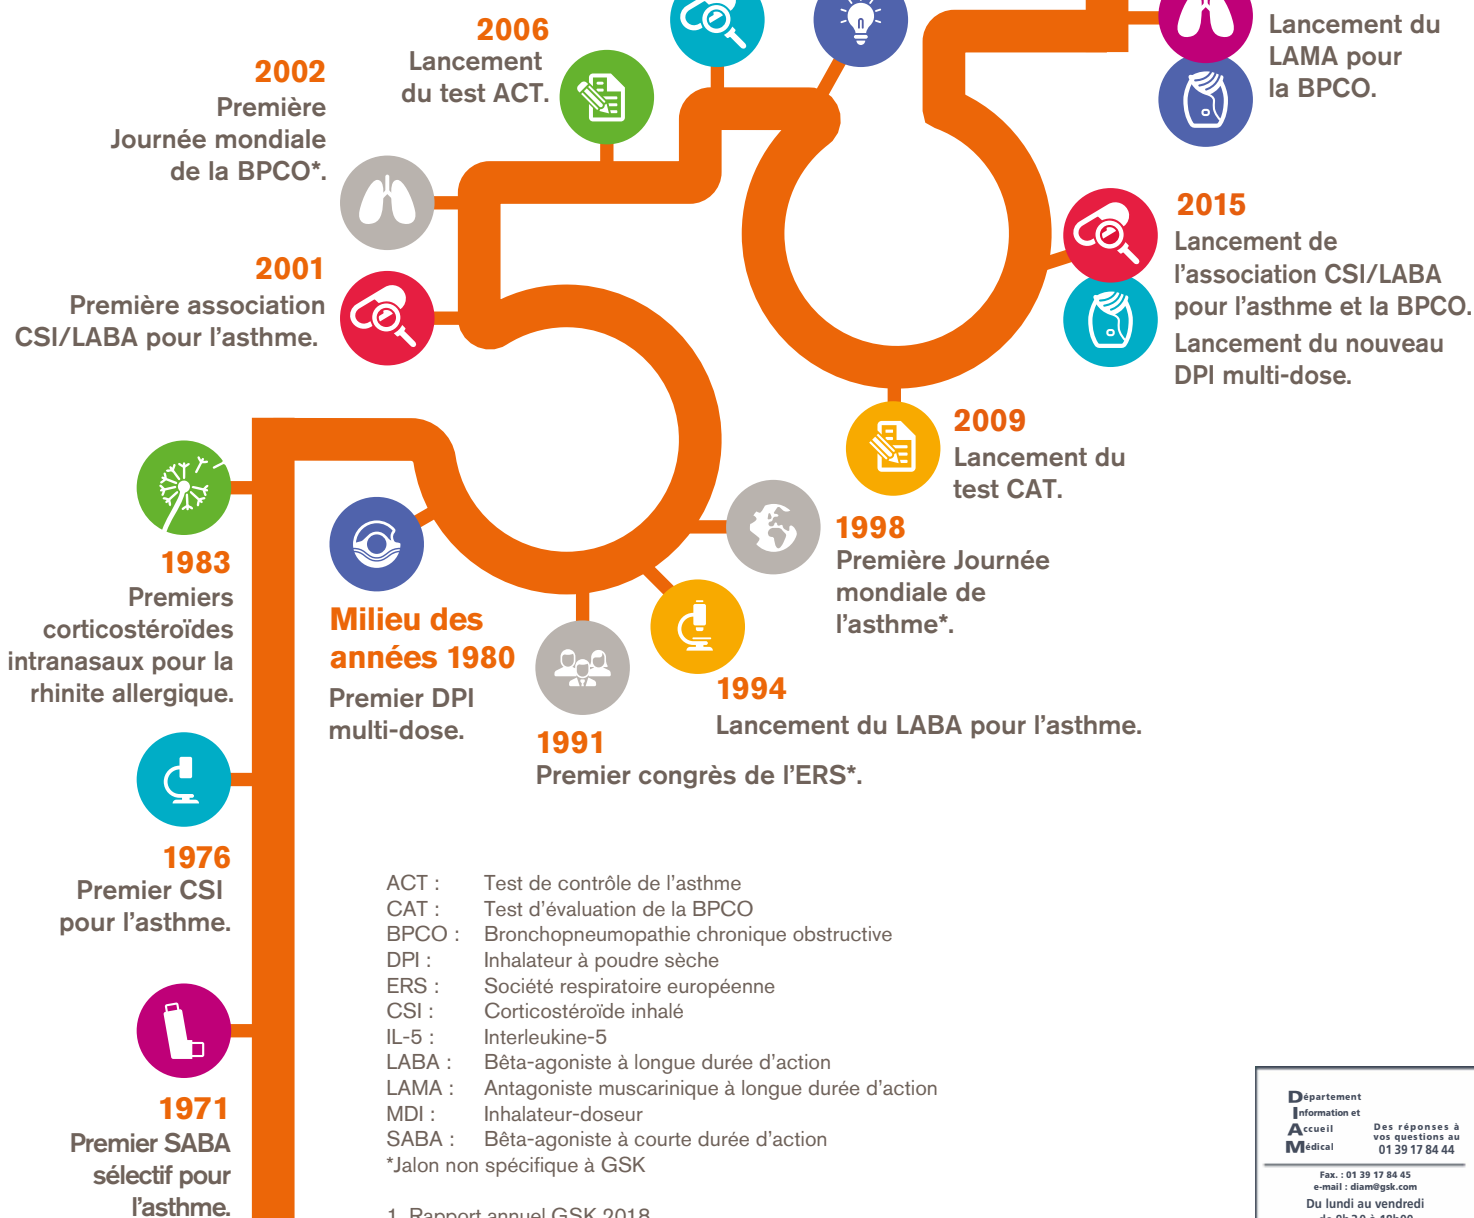 Lancement du
LAMA pour
la BPCO.
2006
Lancement
du test ACT.
2002
Première
Journée mondiale
de la BPCO*.
2015
Lancement de
l'association CSI/LABA
pour l'asthme et la BPCO.
Lancement du nouveau
DPI multi-dose.
2001
Première association
CSI/LABA pour l'asthme.
2009
Lancement du
test CAT.
1998
Première Journée
mondiale de
l'asthme*.
1983
Premiers
corticostéroïdes
intranasaux pour la
rhinite allergique.
Milieu des
années 1980
Premier DPI
multi-dose.
1994
Lancement du LABA pour l'asthme.
1991
Premier congrès de l'ERS*.
1976
Premier CSI
pour l'asthme.
1971
Premier SABA
sélectif pour
l'asthme.
ACT : Test de contrôle de l'asthme
CAT : Test d'évaluation de la BPCO
BPCO : Bronchopneumopathie chronique obstructive
DPI : Inhalateur à poudre sèche
ERS : Société respiratoire européenne
CSI : Corticostéroïde inhalé
IL-5 : Interleukine-5
LABA : Bêta-agoniste à longue durée d'action
LAMA : Antagoniste muscarinique à longue durée d'action
MDI : Inhalateur-doseur
SABA : Bêta-agoniste à courte durée d'action
*Jalon non spécifique à GSK
1. Rapport annuel GSK 2018
Département
Information et
Accueil
Médical
Des réponses à
vos questions au
01 39 17 84 44
Fax. : 01 39 17 84 45
e-mail : diam@gsk.com
Du lundi au vendredi